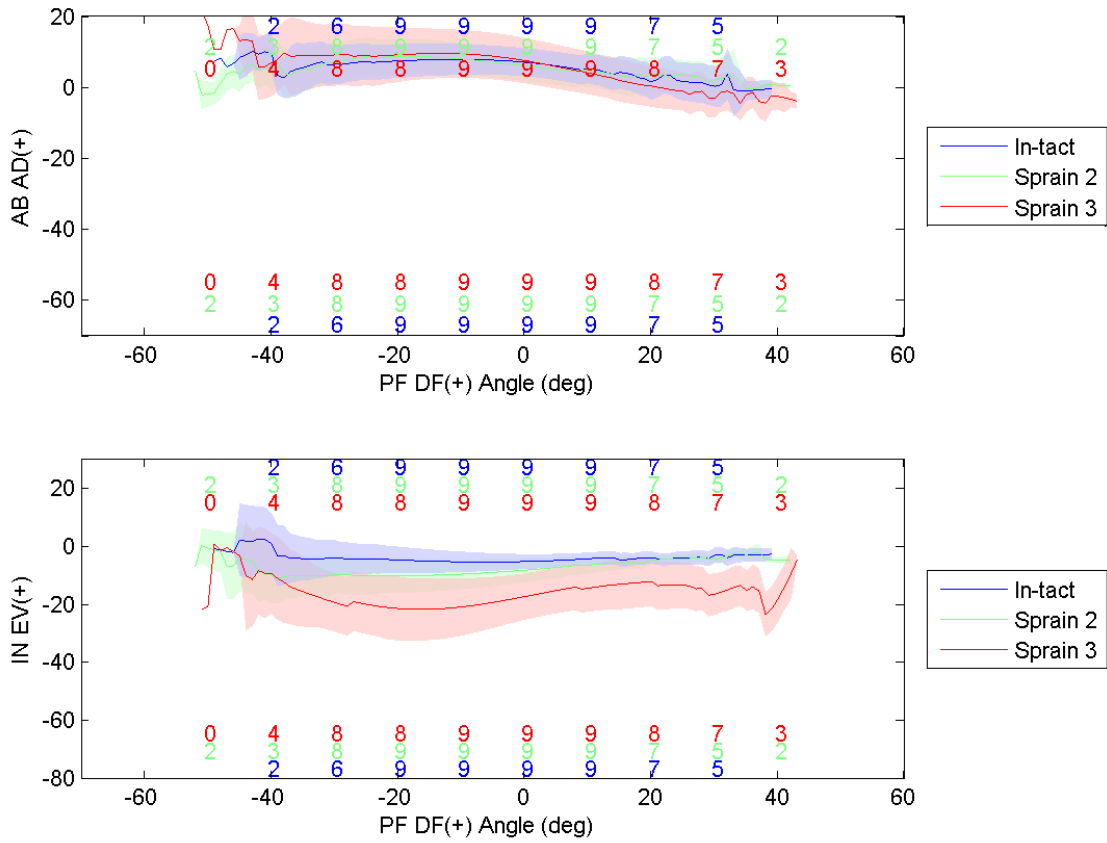 20
2 6 9 9 9 9 7 5
2 3 8 9 9 9 9 7 5 2
0 4 8 8 9 9 9 8 7 3
0
-20
-40
-60
0 4 8 8 9 9 9 8 7 3
2 3 8 9 9 9 9 7 5 2
2 6 9 9 9 9 7 5
-60 -40 -20 0 20 40 60
PF DF(+) Angle (deg)
AB AD(+)
In-tact
Sprain 2
Sprain 3
2 6 9 9 9 9 7 5
20
2 3 8 9 9 9 9 7 5 2
0 4 8 8 9 9 9 8 7 3
0
-20
-40
-60
0 4 8 8 9 9 9 8 7 3
2 3 8 9 9 9 9 7 5 2
2 6 9 9 9 9 7 5
-80
-60 -40 -20 0 20 40 60
PF DF(+) Angle (deg)
IN EV(+)
In-tact
Sprain 2
Sprain 3